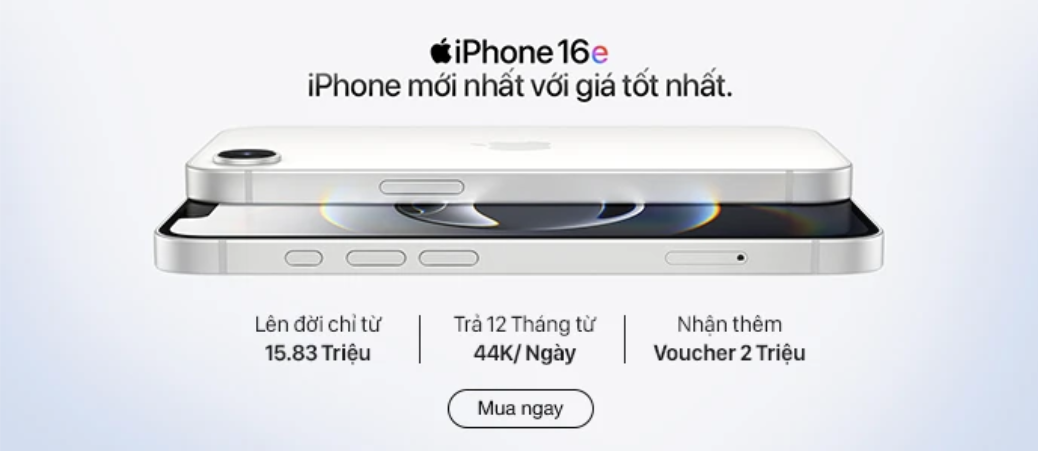 iPhone 16e
iPhone mới nhất với giá tốt nhất.
Lên đời chỉ từ
15.83 Triệu
Trả 12 Tháng từ
44K/ Ngày
Nhận thêm
Voucher 2 Triệu
Mua ngay